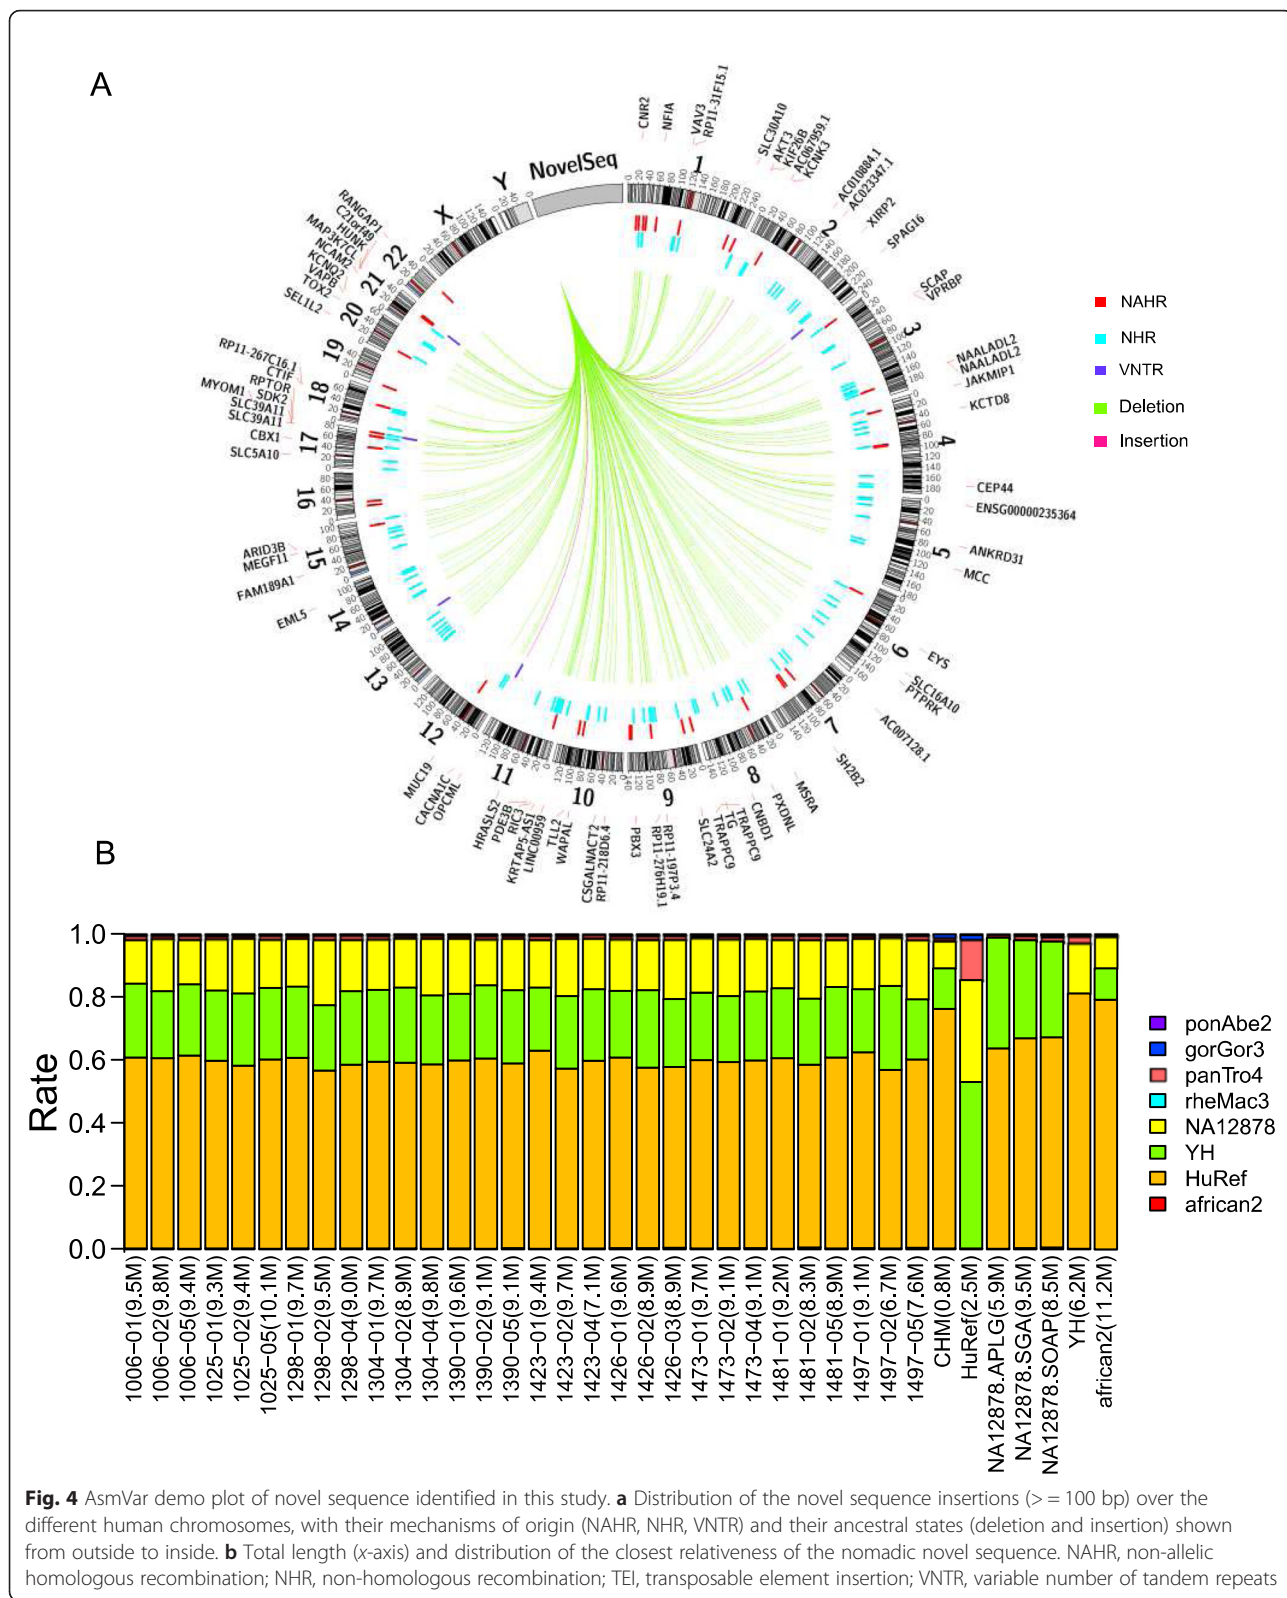 A
NovelSeq
1
2
3
4
5
6
7
8
9
10
11
12
13
14
15
16
17
18
19
20
21
22
X
Y
CNR2
NFIA
VAV3
RP11-31F15.1
SLC30A10
AKT3
KIF26B
AC067959.1
KCNK3
AC010884.1
AC023347.1
XIRP2
SPAG16
SCAP
VPRBP
NAALADL2
NAALADL2
JAKMIP1
KCTD8
CEP44
ENSG00000235364
ANKRD31
MCC
EYS
SLC16A10
PTPRK
AC007128.1
SH2B2
MSRA
PXDNL
CNBD1
TRAPPC9
TG
TRAPPC9
SLC24A2
RP11-197P3.4
RP11-276H19.1
PBX3
RP11-218D6.4
CSGALNACT2
WAPAL
TLL2
LINC00959
KRTAP5-AS1
RIC3
PDE3B
HRASLS2
OPCML
CACNA1C
MUC19
EML5
FAM189A1
MEGF11
ARID3B
SLC5A10
CBX1
SLC39A11
SLC39A11
MYOM1 SDK2
RPTOR
CTIF
RP11-267C16.1
SEL1L2
TOX2
VAPB
KCNQ2
NCAM2
MAP3K7CL
HUNK
C21orf49
RANGAP1
NAHR
NHR
VNTR
Deletion
Insertion
B
Rate
1.0
0.8
0.6
0.4
0.2
0.0
ponAbe2
gorGor3
panTro4
rheMac3
NA12878
YH
HuRef
african2
1006−01(9.5M)
1006−02(9.8M)
1006−05(9.4M)
1025−01(9.3M)
1025−02(9.4M)
1025−05(10.1M)
1298−01(9.7M)
1298−02(9.5M)
1298−04(9.0M)
1304−01(9.7M)
1304−02(8.9M)
1304−04(9.8M)
1390−01(9.6M)
1390−02(9.1M)
1390−05(9.1M)
1423−01(9.4M)
1423−02(9.7M)
1423−04(7.1M)
1426−01(9.6M)
1426−02(8.9M)
1426−03(8.9M)
1473−01(9.7M)
1473−02(9.1M)
1473−04(9.1M)
1481−01(9.2M)
1481−02(8.3M)
1481−05(8.9M)
1497−01(9.1M)
1497−02(6.7M)
1497−05(7.6M)
CHM(0.8M)
HuRef(2.5M)
NA12878.APLG(5.9M)
NA12878.SGA(9.5M)
NA12878.SOAP(8.5M)
YH(6.2M)
african2(11.2M)
Fig. 4 AsmVar demo plot of novel sequence identified in this study. a Distribution of the novel sequence insertions (> = 100 bp) over the
different human chromosomes, with their mechanisms of origin (NAHR, NHR, VNTR) and their ancestral states (deletion and insertion) shown
from outside to inside. b Total length (x-axis) and distribution of the closest relativeness of the nomadic novel sequence. NAHR, non-allelic
homologous recombination; NHR, non-homologous recombination; TEI, transposable element insertion; VNTR, variable number of tandem repeats